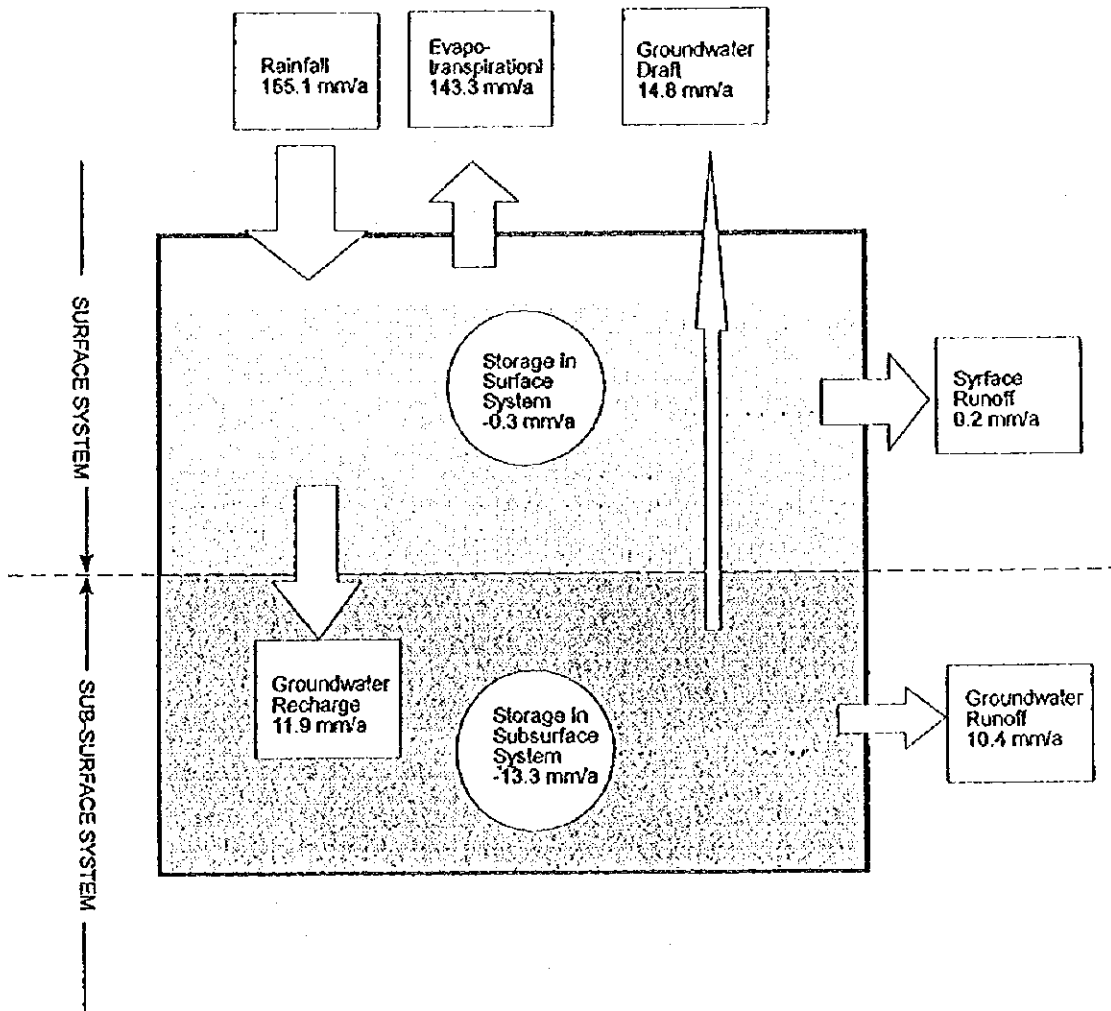 Rainfall
155.1 mm/a
Evapo-
transpirationl
143.3 mm/a
Groundwater
Draft
14.8 mm/a
SURFACE SYSTEM
Storage in
Surface
System
-0.3 mm/a
Syrface
Runoff
0.2 mm/a
SUB-SURFACE SYSTEM
Groundwater
Recharge
11.9 mm/a
Storage in
Subsurface
System
-13.3 mm/a
Groundwater
Runoff
10.4 mm/a